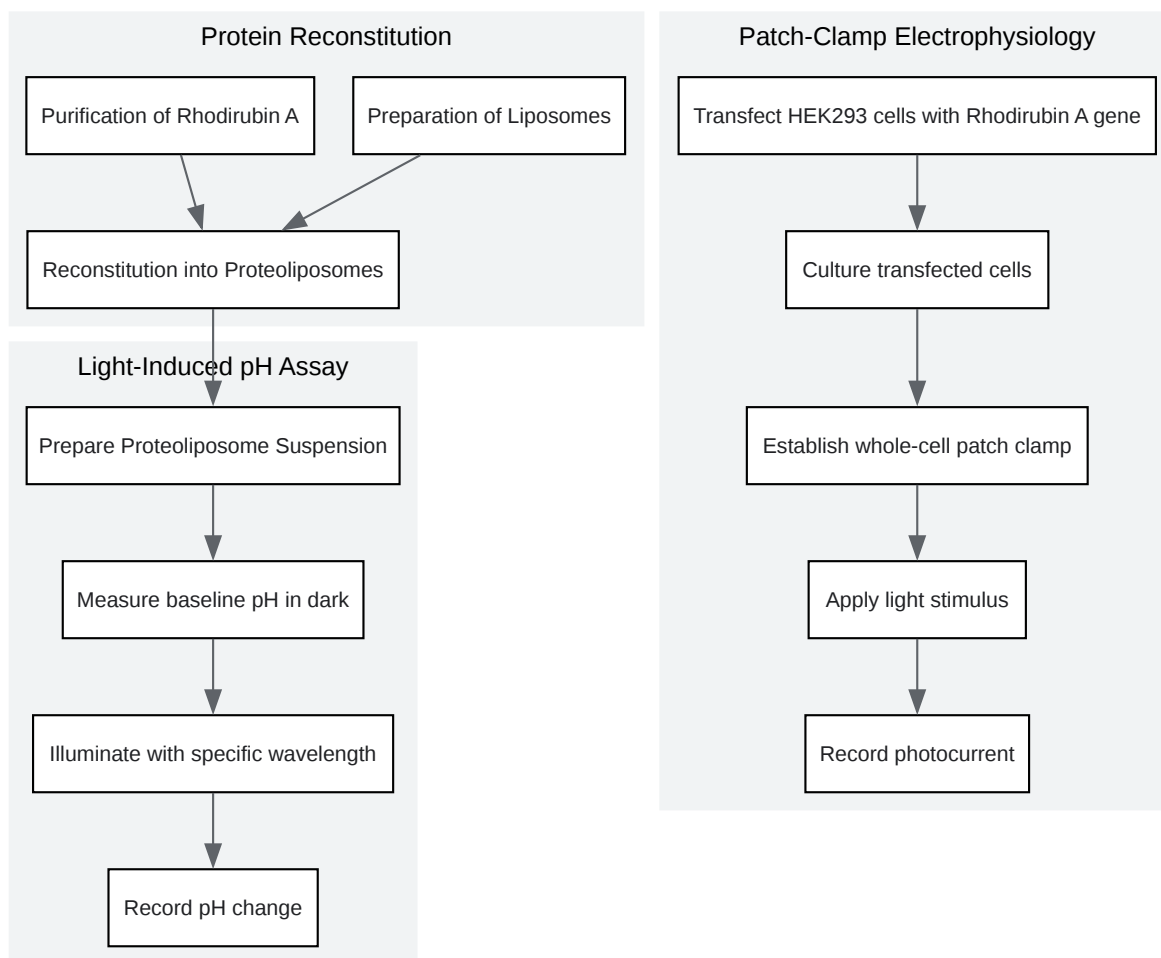 Protein Reconstitution
Purification of Rhodirubin A
Preparation of Liposomes
Reconstitution into Proteoliposomes
Light-Induced pH Assay
Prepare Proteoliposome Suspension
Measure baseline pH in dark
Illuminate with specific wavelength
Record pH change
Patch-Clamp Electrophysiology
Transfect HEK293 cells with Rhodirubin A gene
Culture transfected cells
Establish whole-cell patch clamp
Apply light stimulus
Record photocurrent